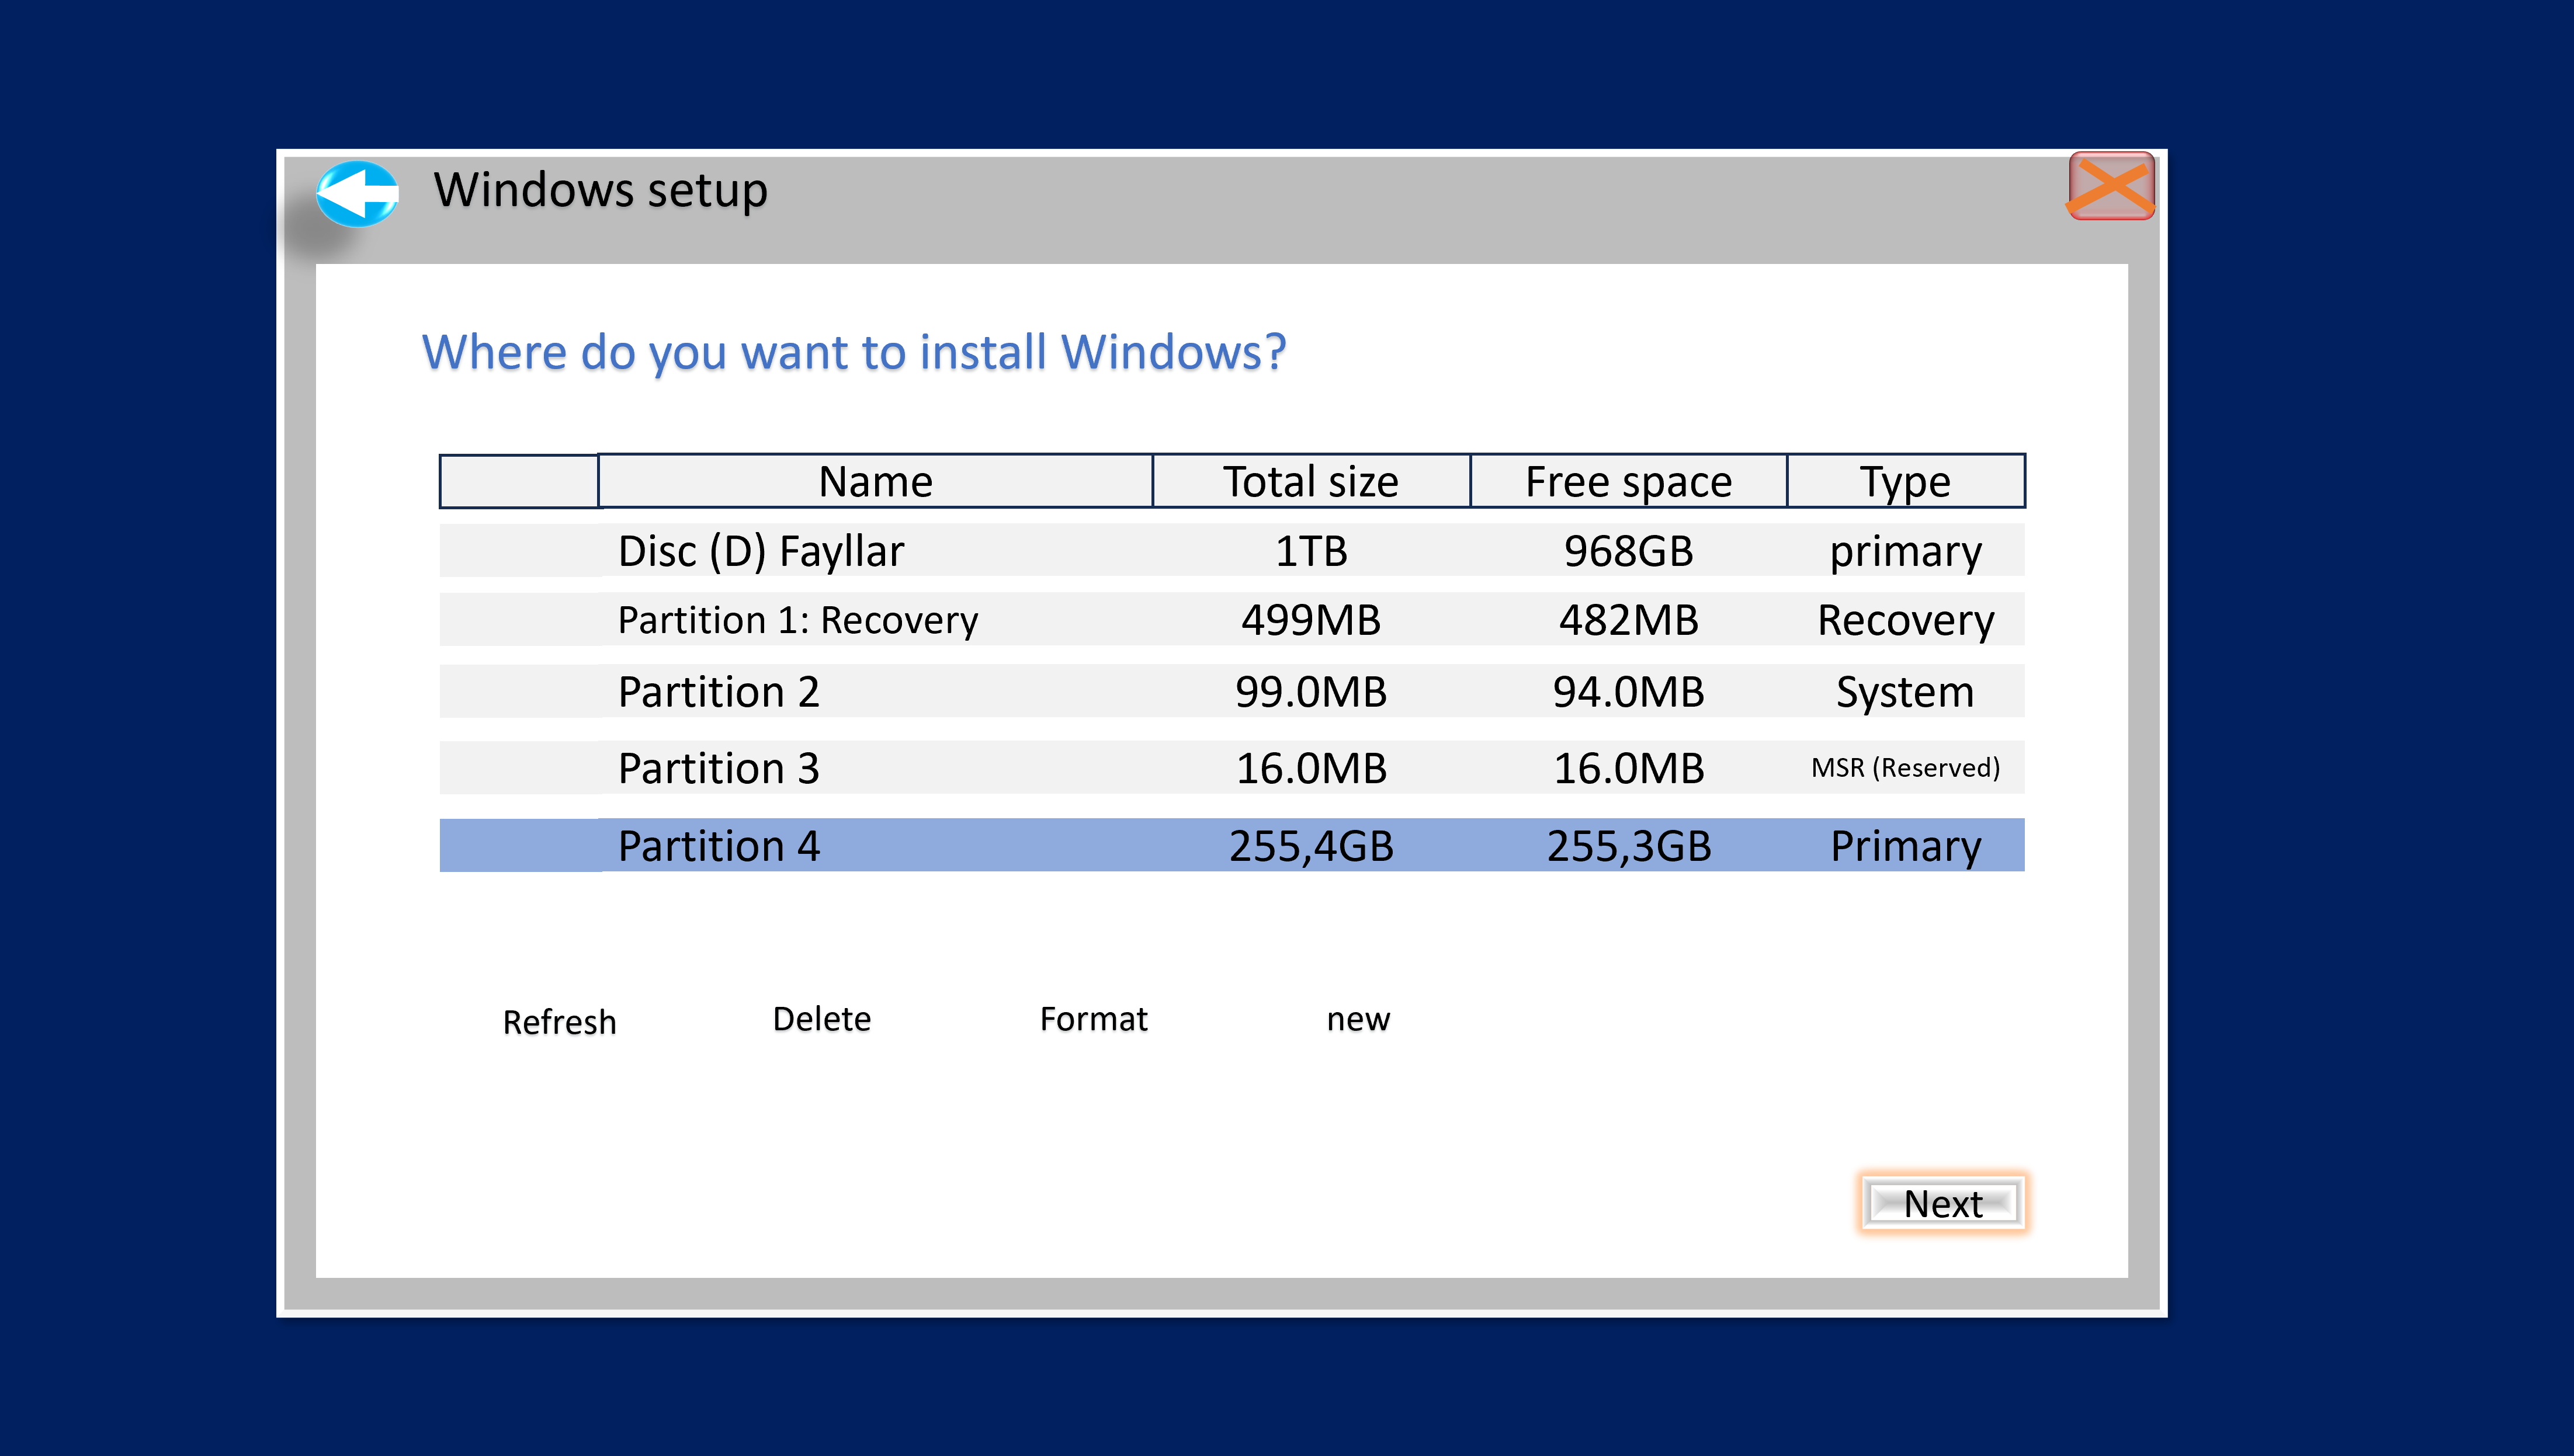 Windows setup
Where do you want to install Windows?
Name Total size Free space Type
Disc (D) Fayllar 1TB 968GB primary
Partition 1: Recovery 499MB 482MB Recovery
Partition 2 99.0MB 94.0MB System
Partition 3 16.0MB 16.0MB MSR (Reserved)
Partition 4 255,4GB 255,3GB Primary
Refresh Delete Format new
Next